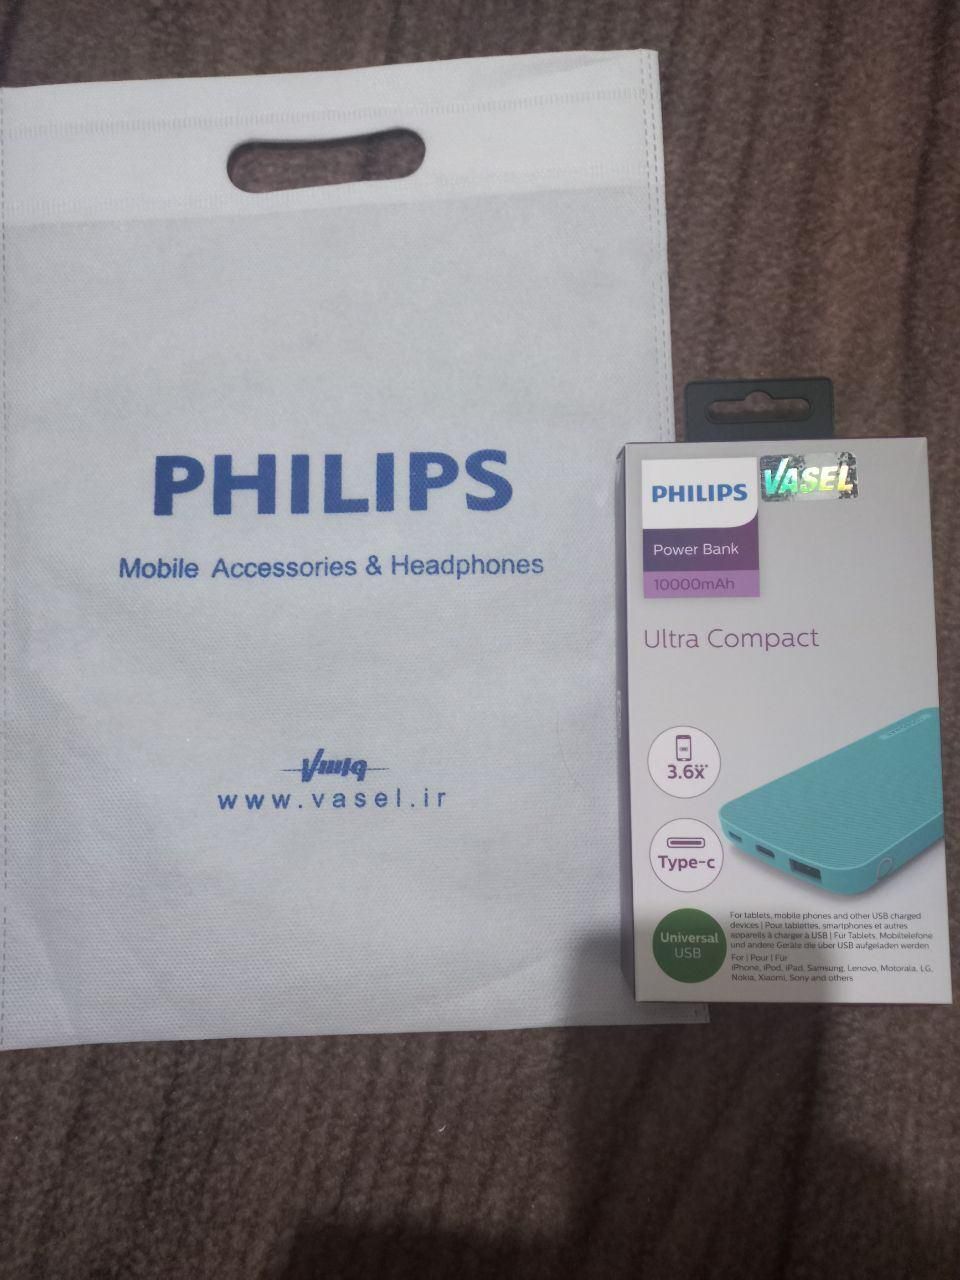 PHILIPS
Mobile Accessories & Headphones
www.vasel.ir
PHILIPS
VASEL
Power Bank
10000mAh
Ultra Compact
3.6x***
Type-c
Universal
USB
For tablets, mobile phones and other USB charged
devices | Pour tablettes, smartphones et autres
appareils à charger à USB | Für Tablets, Mobiltelefone
und andere Geräte die über USB aufgeladen werden
For | Pour | Für
iPhone, iPod, iPad, Samsung, Lenovo, Motorala, LG,
Nokia, Xiaomi, Sony and others